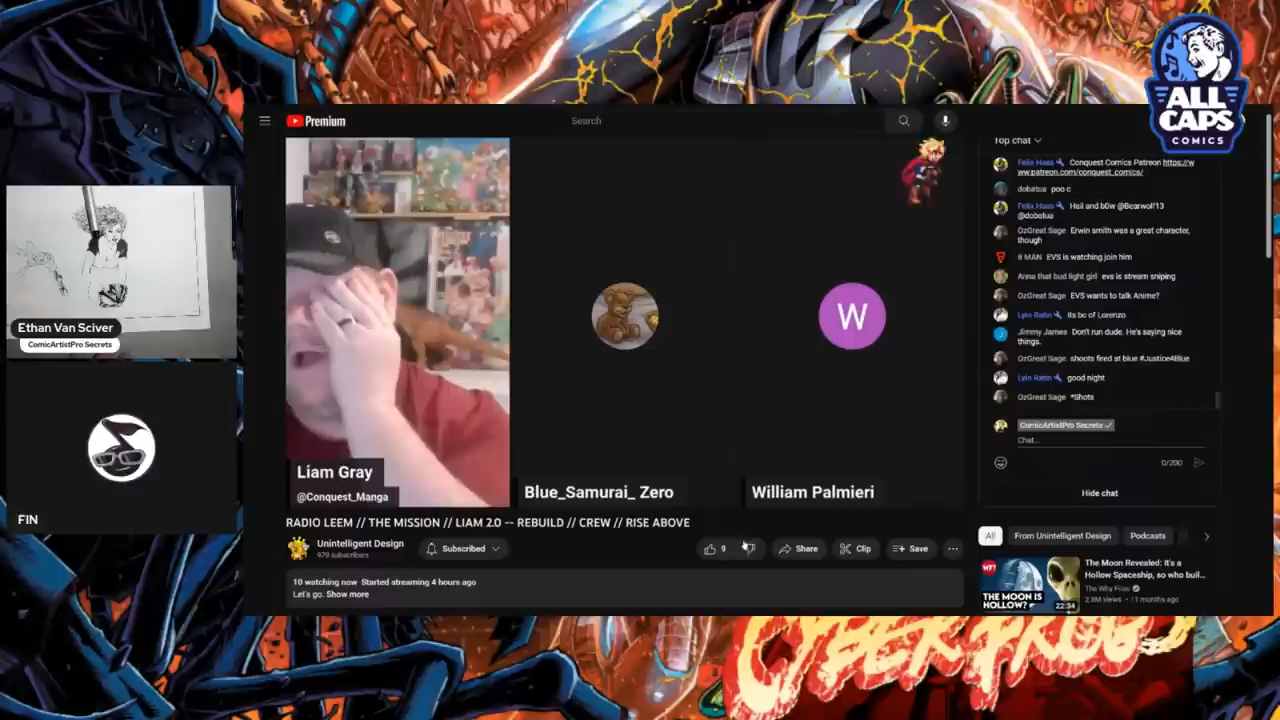 ALL
CAPS
COMICS
Premium
Search
Top chat
Felix Haas Conquest Comics Patreon https://w
ww.patreon.com/conquest_comics/
dobatua poo c
Felix Haas Hail and b0w @Bearwolf13
@dobatua
OzGreat Sage Erwin smith was a great character,
though
8 MAN EVS is watching join him
Anna that bud light girl evs is stream sniping
OzGreat Sage EVS wants to talk Anime?
Lyin Ratin its bc of Lorenzo
Jimmy James Don't run dude. He's saying nice
things.
OzGreat Sage shoots fired at blue #Justice4Blue
Lyin Ratin good night
OzGreat Sage *Shots
ComicArtistPro Secrets
Chat...
0/200
Hide chat
Ethan Van Sciver
ComicArtistPro Secrets
FIN
Liam Gray
@Conquest_Manga
Blue_Samurai_ Zero
W
William Palmieri
RADIO LEEM // THE MISSION // LIAM 2.0 -- REBUILD // CREW // RISE ABOVE
Unintelligent Design
979 subscribers
Subscribed
9
Share
Clip
Save
10 watching now Started streaming 4 hours ago
Let's go. Show more
All
From Unintelligent Design
Podcasts
WF?
THE MOON
IS HOLLOW?
22:34
The Moon Revealed: It's a
Hollow Spaceship, so who buil...
The Why Files
2.8M views • 11 months ago
CYBERFROG